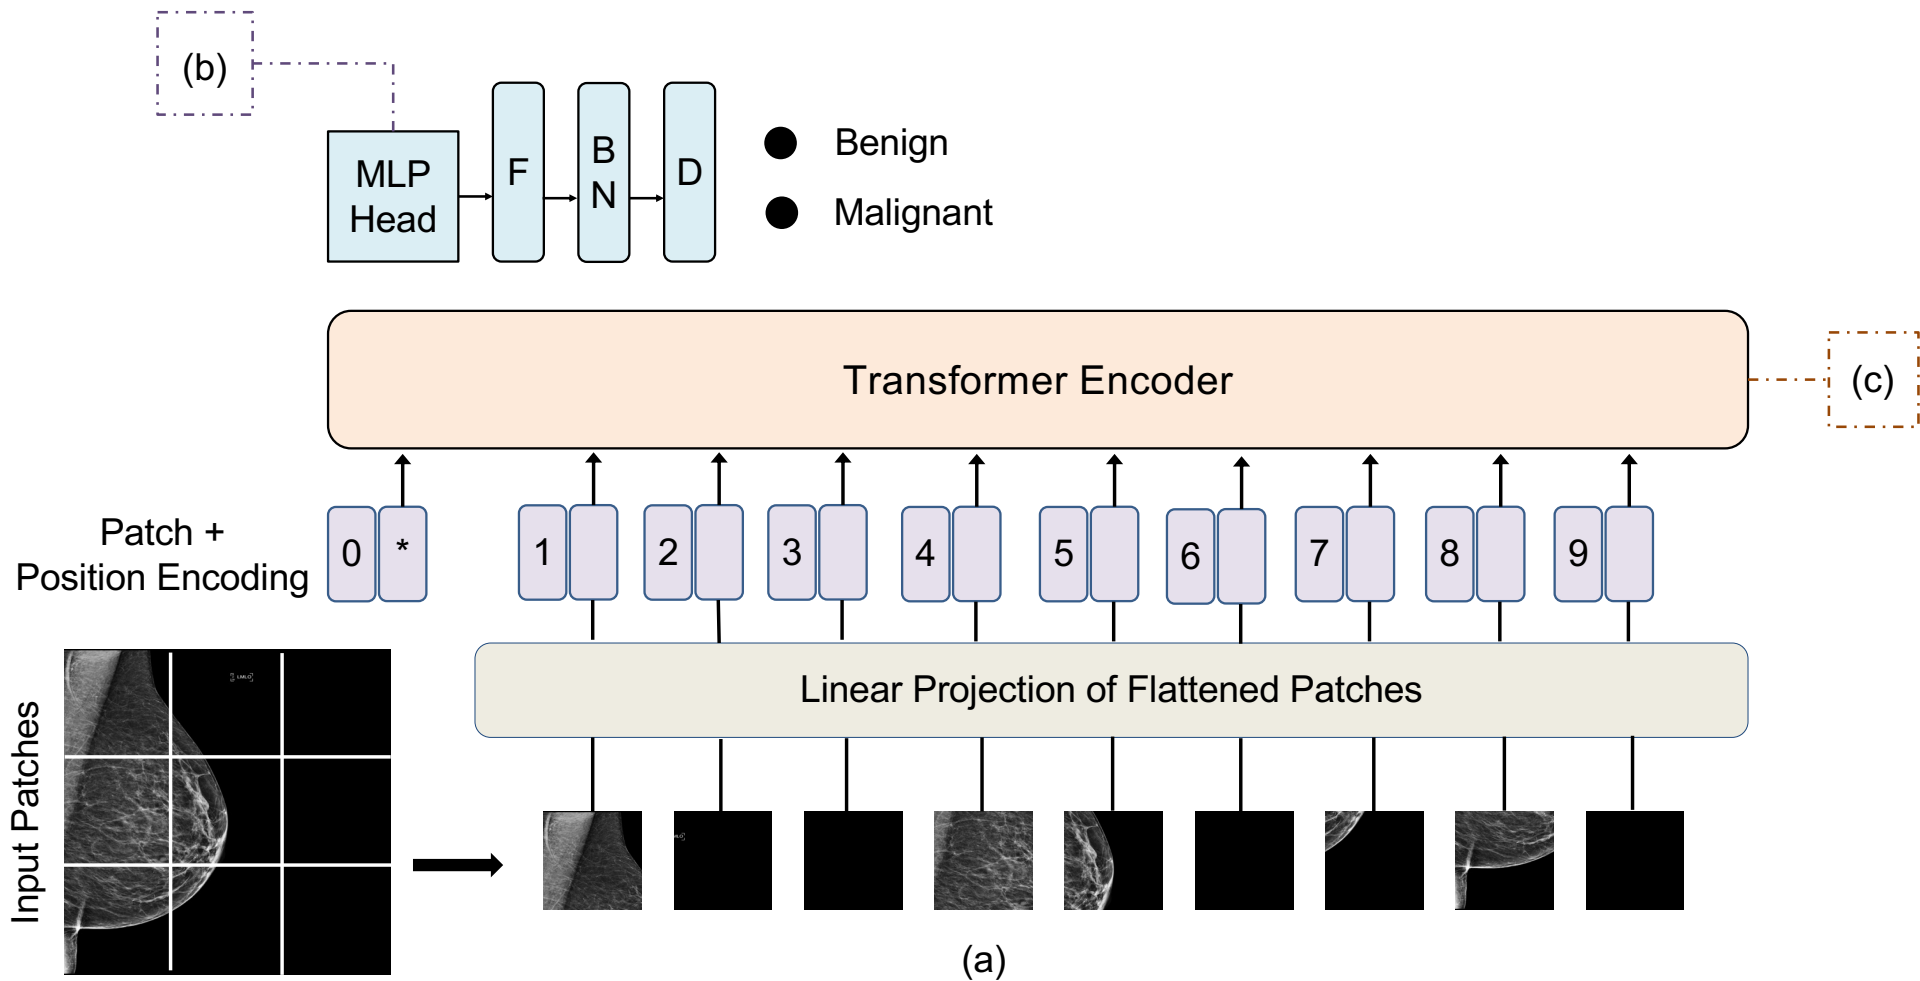 (b)
MLP
Head
F
B
N
D
Benign
Malignant
Transformer Encoder
(c)
Patch +
Position Encoding
0 *
1
2
3
4
5
6
7
8
9
Linear Projection of Flattened Patches
Input Patches
LMLO
(a)